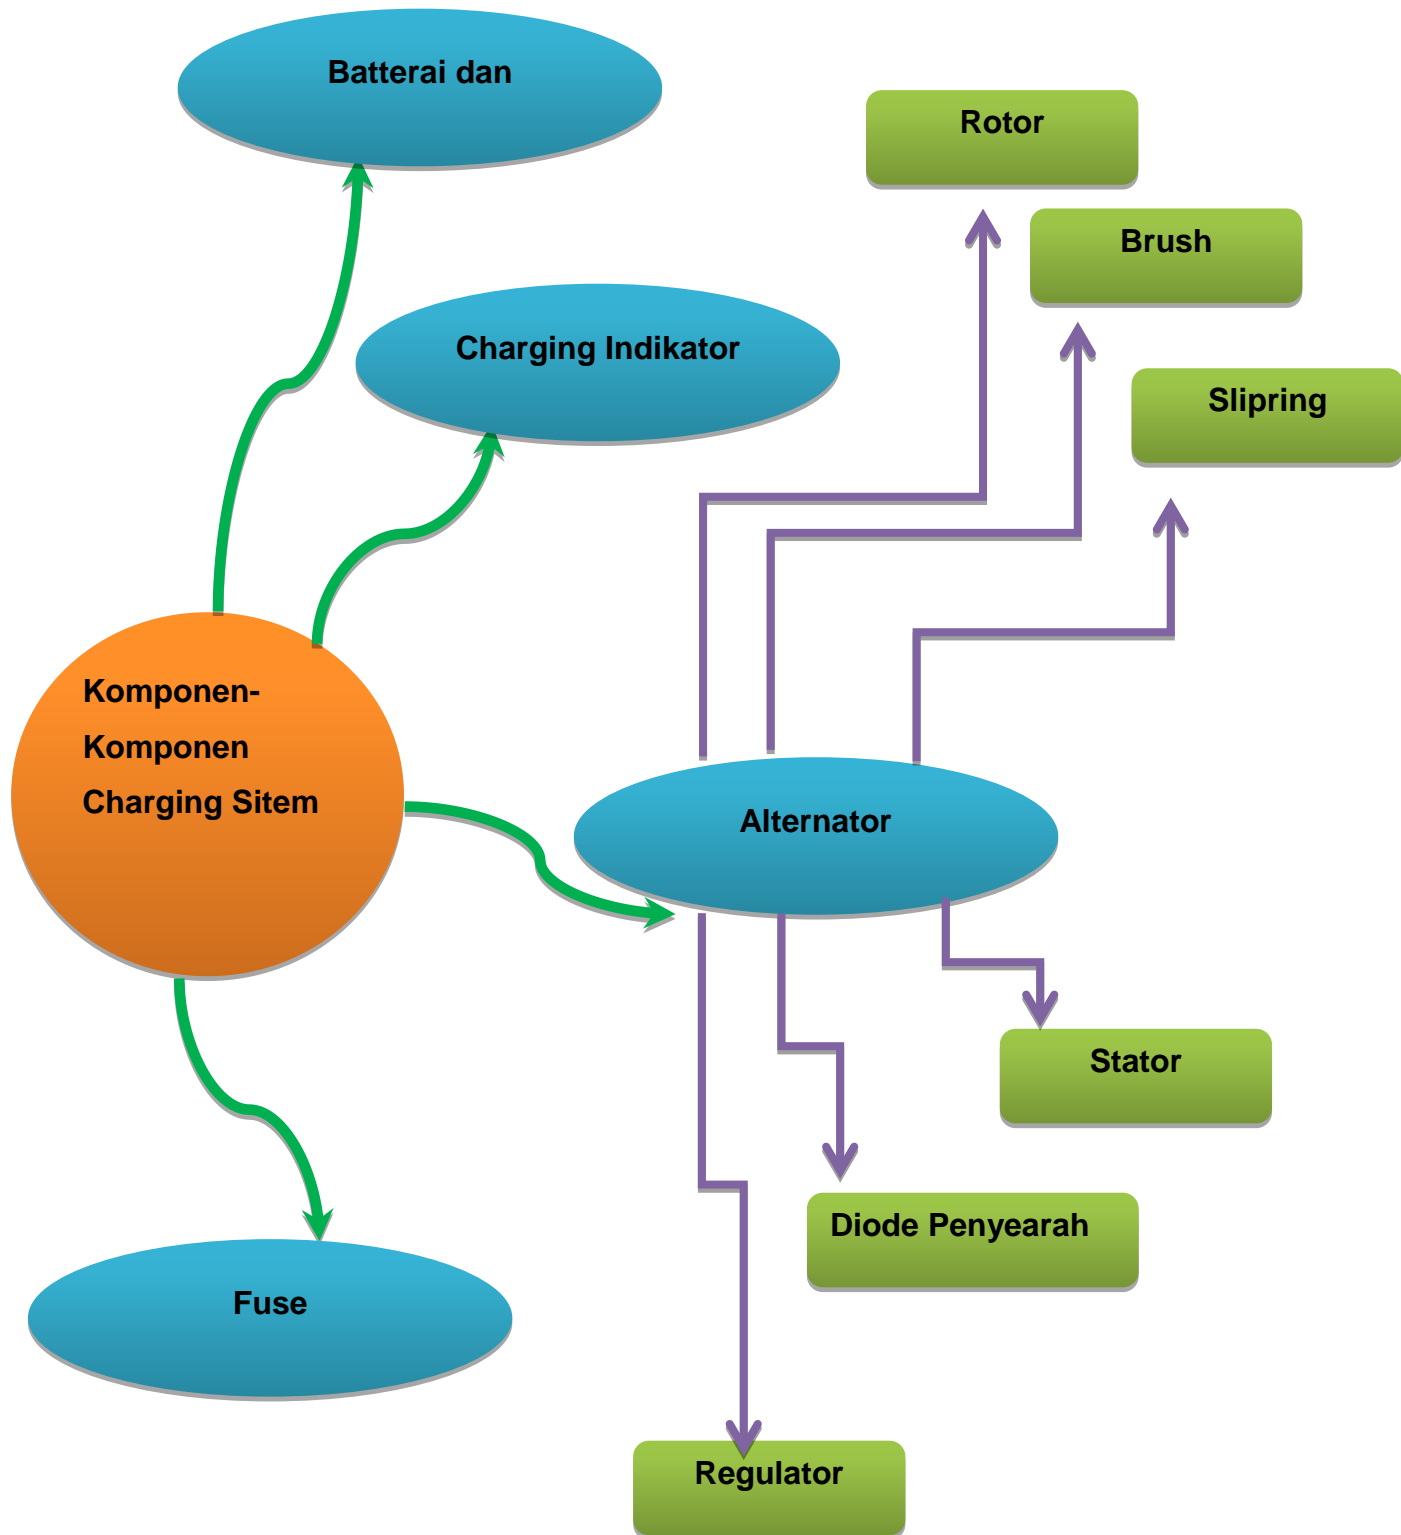 Batterai dan
Rotor
Brush
Charging Indikator
Slipring
Komponen-
Komponen
Charging Sitem
Alternator
Stator
Diode Penyearah
Fuse
Regulator